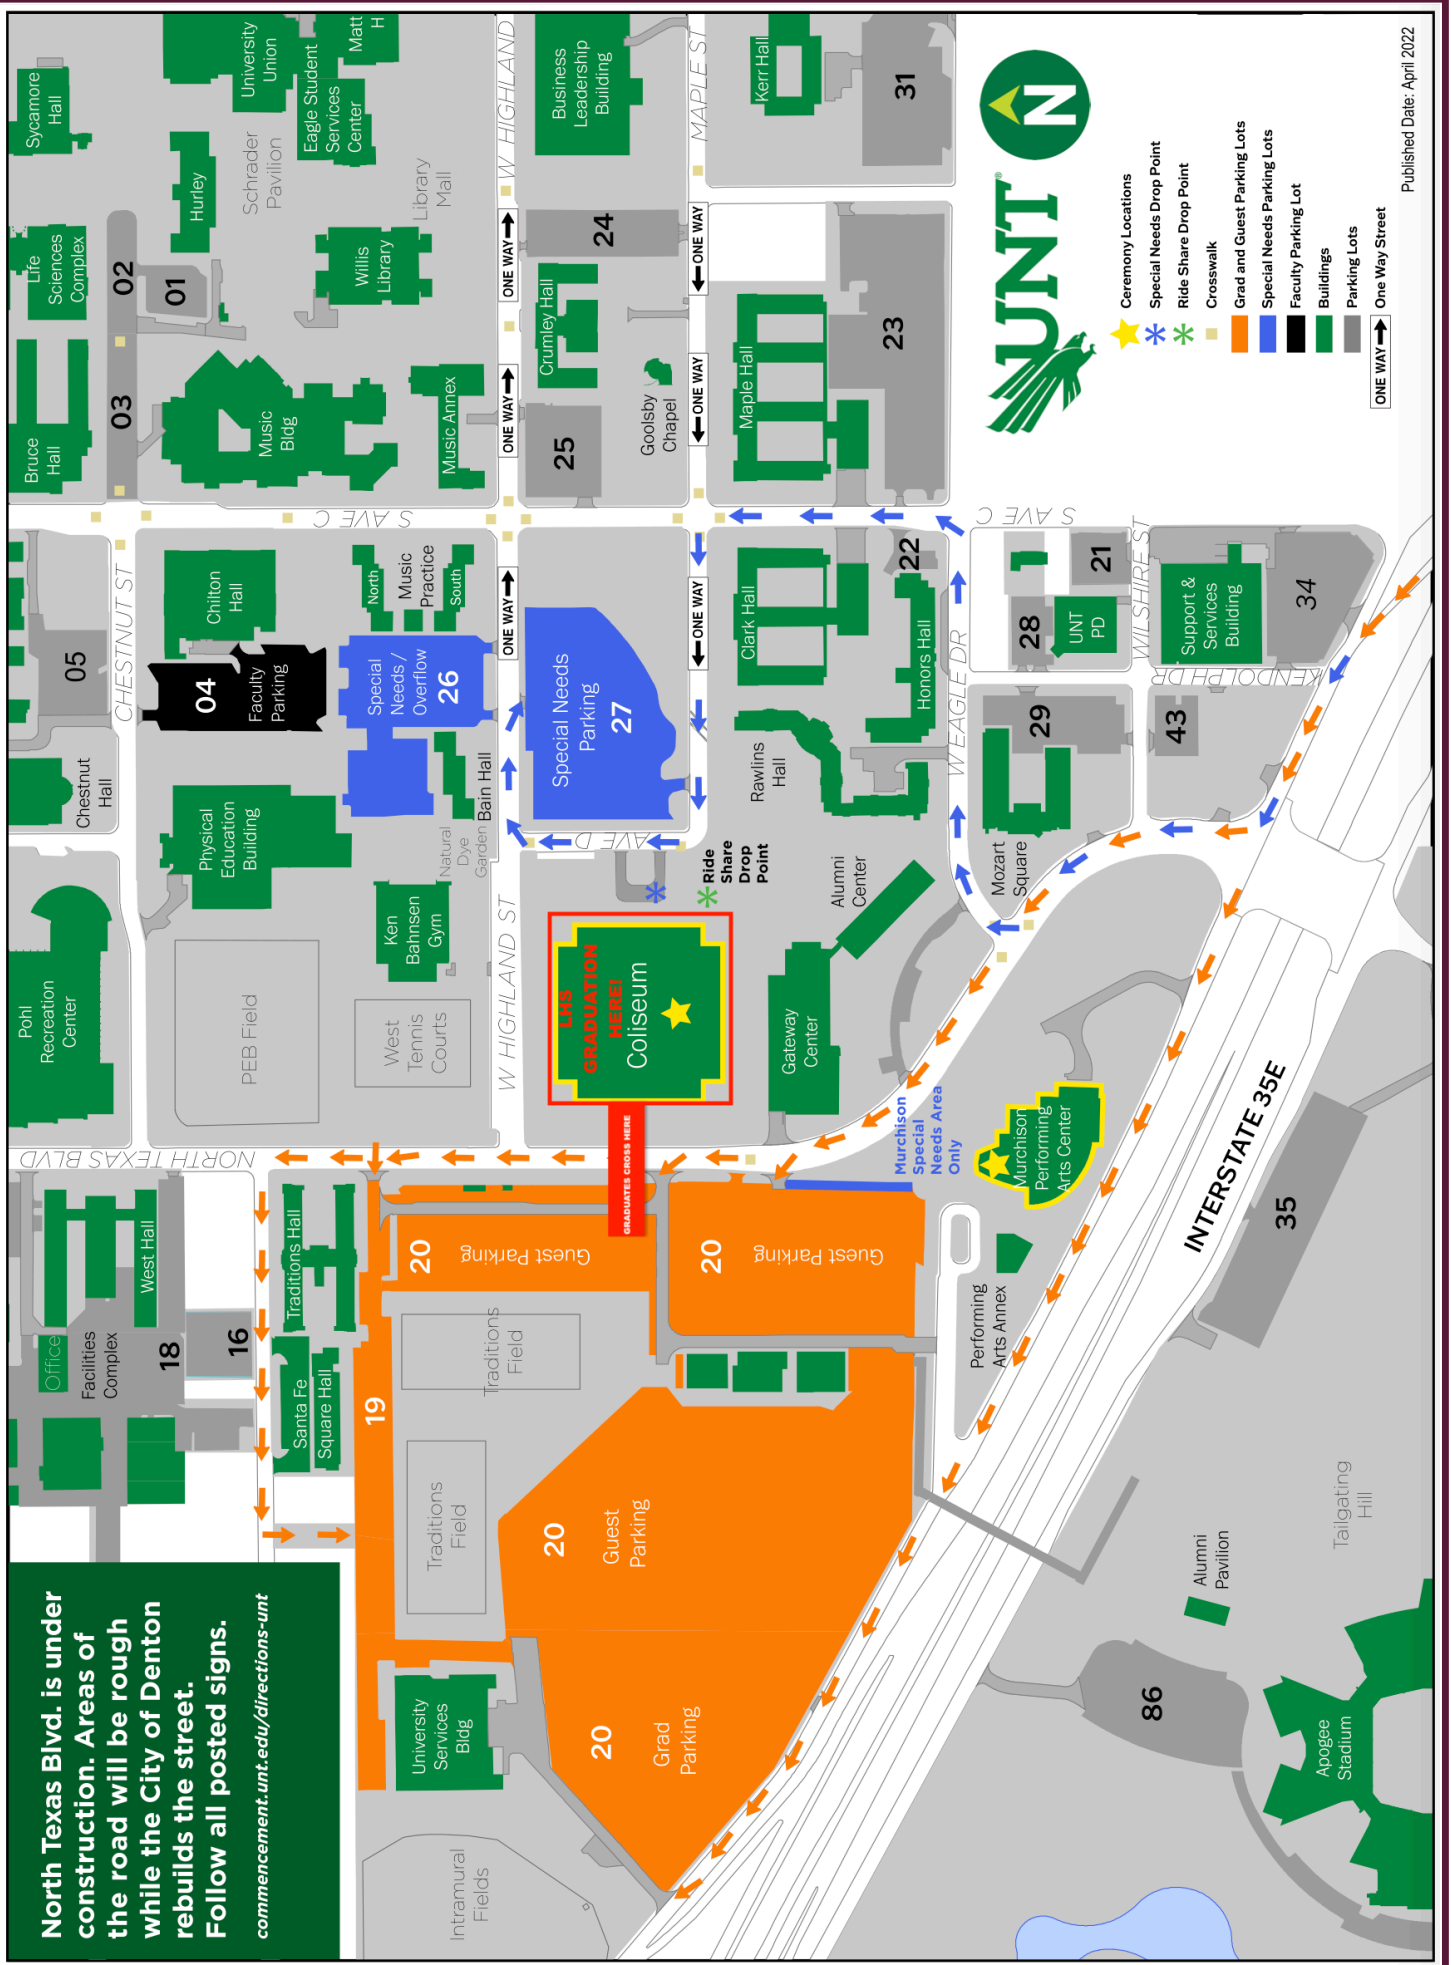 North Texas Blvd. is under
construction. Areas of
the road will be rough
while the City of Denton
rebuilds the street.
Follow all posted signs.
commencement.unt.edu/directions-unt
Office
Facilities
Complex
West Hall
18
16
NORTH TEXAS BLVD
Pohl
Recreation
Center
Chestnut
Hall
05
CHESTNUT ST
Bruce
Hall
03
Life
Sciences
Complex
02
01
Sycamore
Hall
Hurley
University
Union
Schrader
Pavilion
Eagle Student
Services
Center
Matt
H
Library
Mall
Willis
Library
Music
Bldg
Music Annex
S AVE C
Chilton
Hall
North
Music
Practice
South
04
Faculty
Parking
Special
Needs /
Overflow
26
Physical
Education
Building
Bain Hall
Natural
Dye
Garden
Ken
Bahnsen
Gym
PEB Field
West
Tennis
Courts
Traditions Hall
Santa Fe
Square Hall
19
20
Guest Parking
Traditions
Field
Traditions
Field
University
Services
Bldg
Intramural
Fields
W HIGHLAND ST
W HIGHLAND
ONE WAY
ONE WAY
ONE WAY
Business
Leadership
Building
24
Crumley Hall
25
Goolsby
Chapel
MAPLE ST
ONE WAY
ONE WAY
ONE WAY
Special Needs
Parking
27
AVE D
Ride
Share
Drop
Point
LHS
GRADUATION
HERE!
Coliseum
GRADUATES CROSS HERE
20
Guest Parking
20
Guest
Parking
20
Grad
Parking
Kerr Hall
31
Maple Hall
23
Clark Hall
22
Honors Hall
Rawlins
Hall
Alumni
Center
Gateway
Center
W EAGLE DR
S AVE C
21
28
UNT
PD
WILSHIRE ST
Support &
Services
Building
34
KENDOLPH DR
29
43
Mozart
Square
Murchison
Special
Needs Area
Only
Murchison
Performing
Arts Center
Performing
Arts Annex
INTERSTATE 35E
35
Tailgating
Hill
Alumni
Pavilion
86
Apogee
Stadium
UNT
N
Ceremony Locations
Special Needs Drop Point
Ride Share Drop Point
Crosswalk
Grad and Guest Parking Lots
Special Needs Parking Lots
Faculty Parking Lot
Buildings
Parking Lots
ONE WAY
One Way Street
Published Date: April 2022